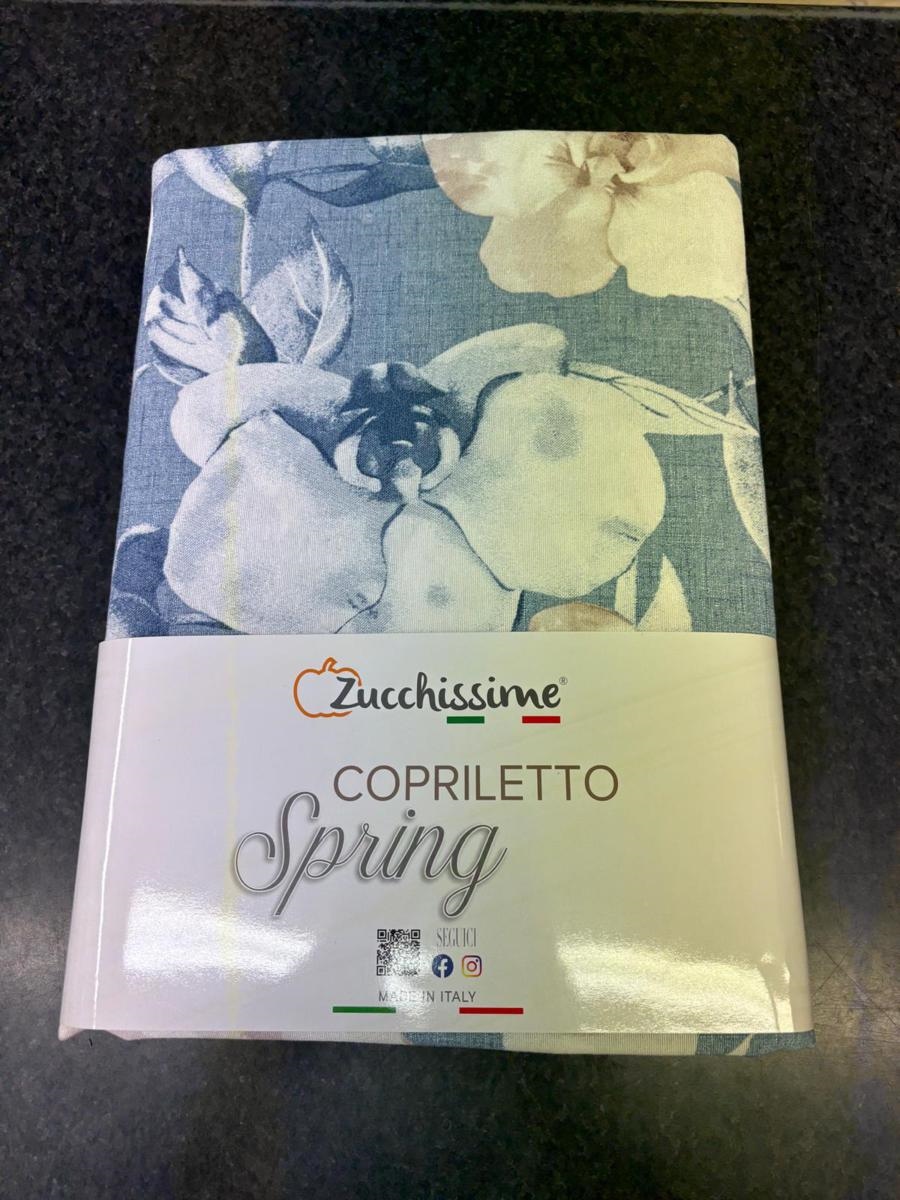 Zucchissime®
COPRILETTO
Spring
SEGUICI
MADE IN ITALY